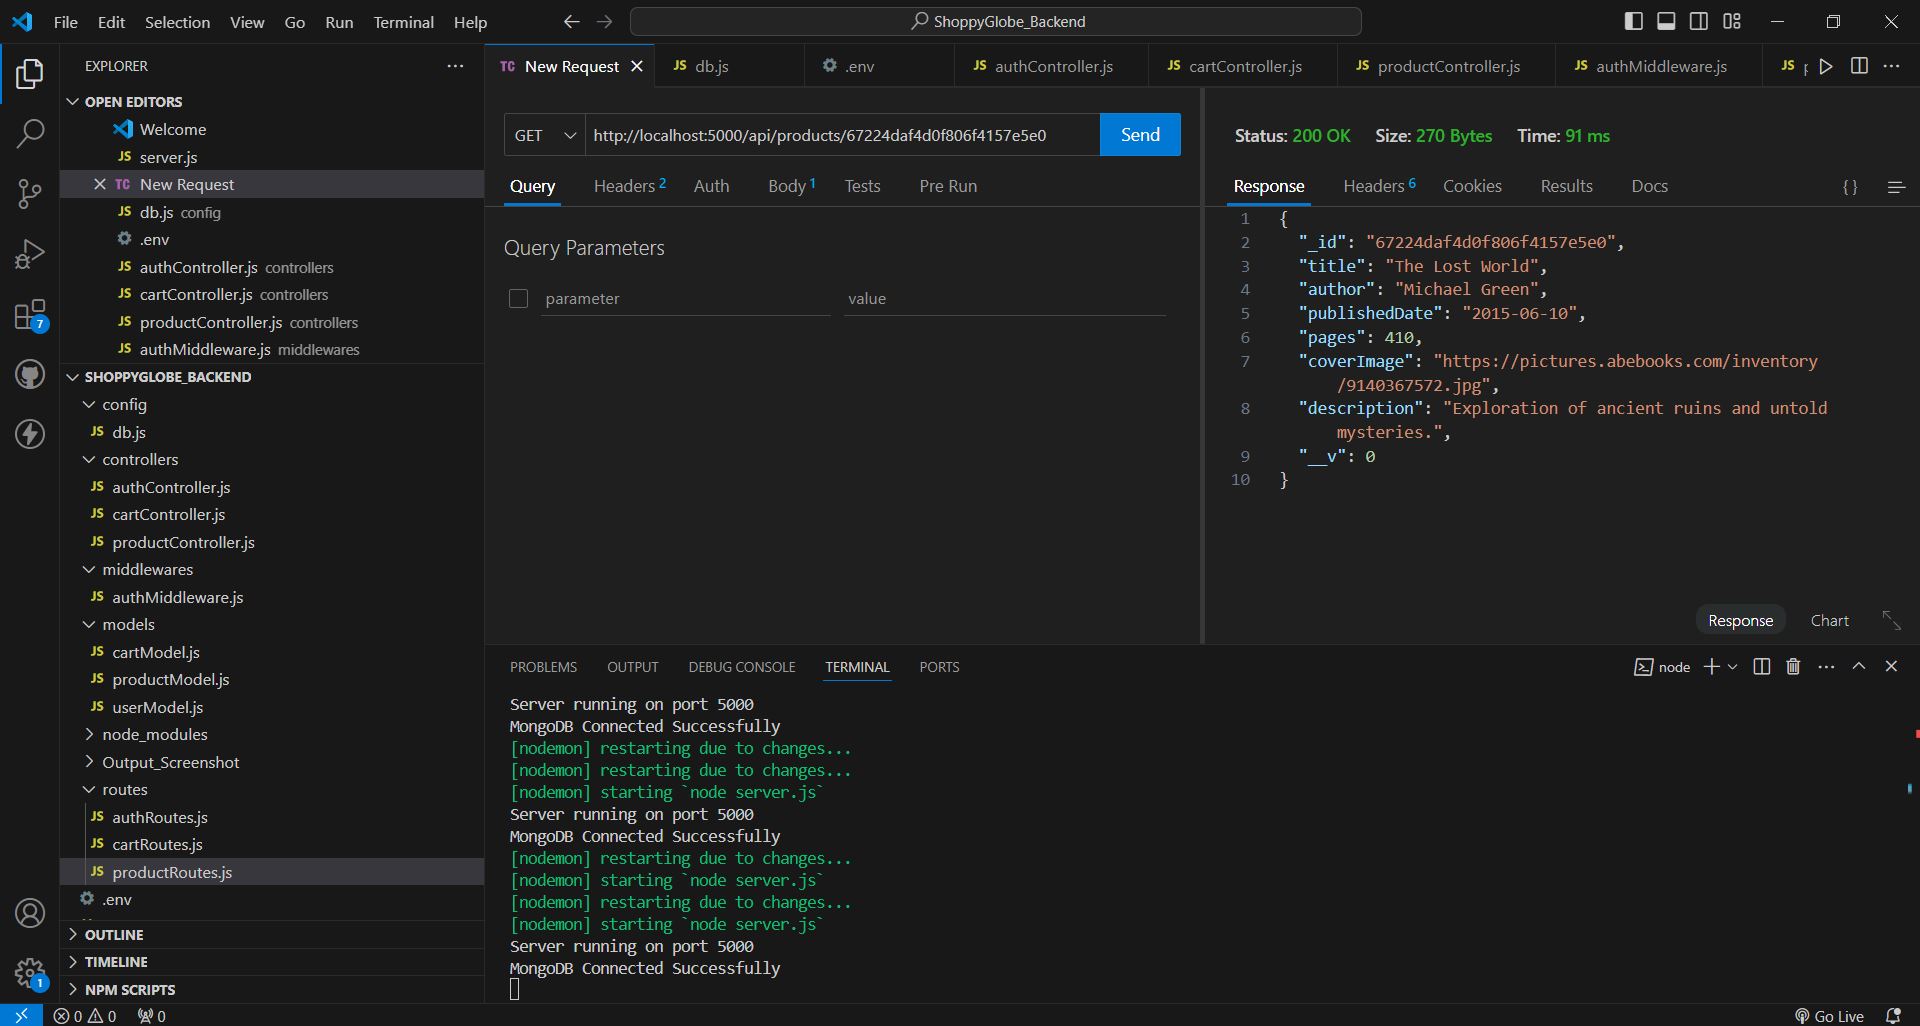 File Edit Selection View Go Run Terminal Help
ShoppyGlobe_Backend
EXPLORER
OPEN EDITORS
Welcome
JS server.js
TC New Request
JS db.js config
.env
JS authController.js controllers
JS cartController.js controllers
JS productController.js controllers
JS authMiddleware.js middlewares
SHOPPYGLOBE_BACKEND
config
JS db.js
controllers
JS authController.js
JS cartController.js
JS productController.js
middlewares
JS authMiddleware.js
models
JS cartModel.js
JS productModel.js
JS userModel.js
node_modules
Output_Screenshot
routes
JS authRoutes.js
JS cartRoutes.js
JS productRoutes.js
.env
OUTLINE
TIMELINE
NPM SCRIPTS
7
1
TC New Request JS db.js .env JS authController.js JS cartController.js JS productController.js JS authMiddleware.js JS
GET http://localhost:5000/api/products/67224daf4d0f806f4157e5e0 Send
Query Headers 2 Auth Body 1 Tests Pre Run
Query Parameters
parameter value
Status: 200 OK Size: 270 Bytes Time: 91 ms
Response Headers 6 Cookies Results Docs {}
1 {
2 "_id": "67224daf4d0f806f4157e5e0",
3 "title": "The Lost World",
4 "author": "Michael Green",
5 "publishedDate": "2015-06-10",
6 "pages": 410,
7 "coverImage": "https://pictures.abebooks.com/inventory
/9140367572.jpg",
8 "description": "Exploration of ancient ruins and untold
mysteries.",
9 "__v": 0
10 }
Response Chart
PROBLEMS OUTPUT DEBUG CONSOLE TERMINAL PORTS
node
Server running on port 5000
MongoDB Connected Successfully
[nodemon] restarting due to changes...
[nodemon] restarting due to changes...
[nodemon] starting `node server.js`
Server running on port 5000
MongoDB Connected Successfully
[nodemon] restarting due to changes...
[nodemon] starting `node server.js`
[nodemon] restarting due to changes...
[nodemon] starting `node server.js`
Server running on port 5000
MongoDB Connected Successfully
0 0 0
Go Live